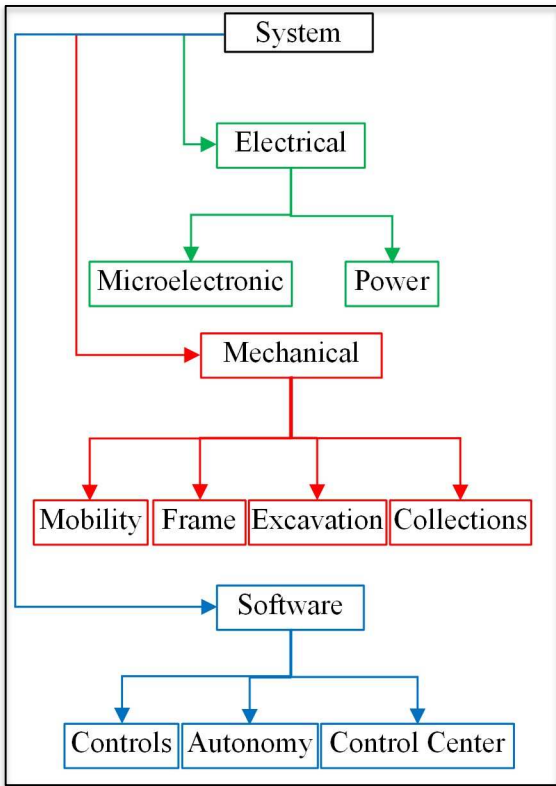 System
Electrical
Microelectronic
Power
Mechanical
Mobility
Frame
Excavation
Collections
Software
Controls
Autonomy
Control Center